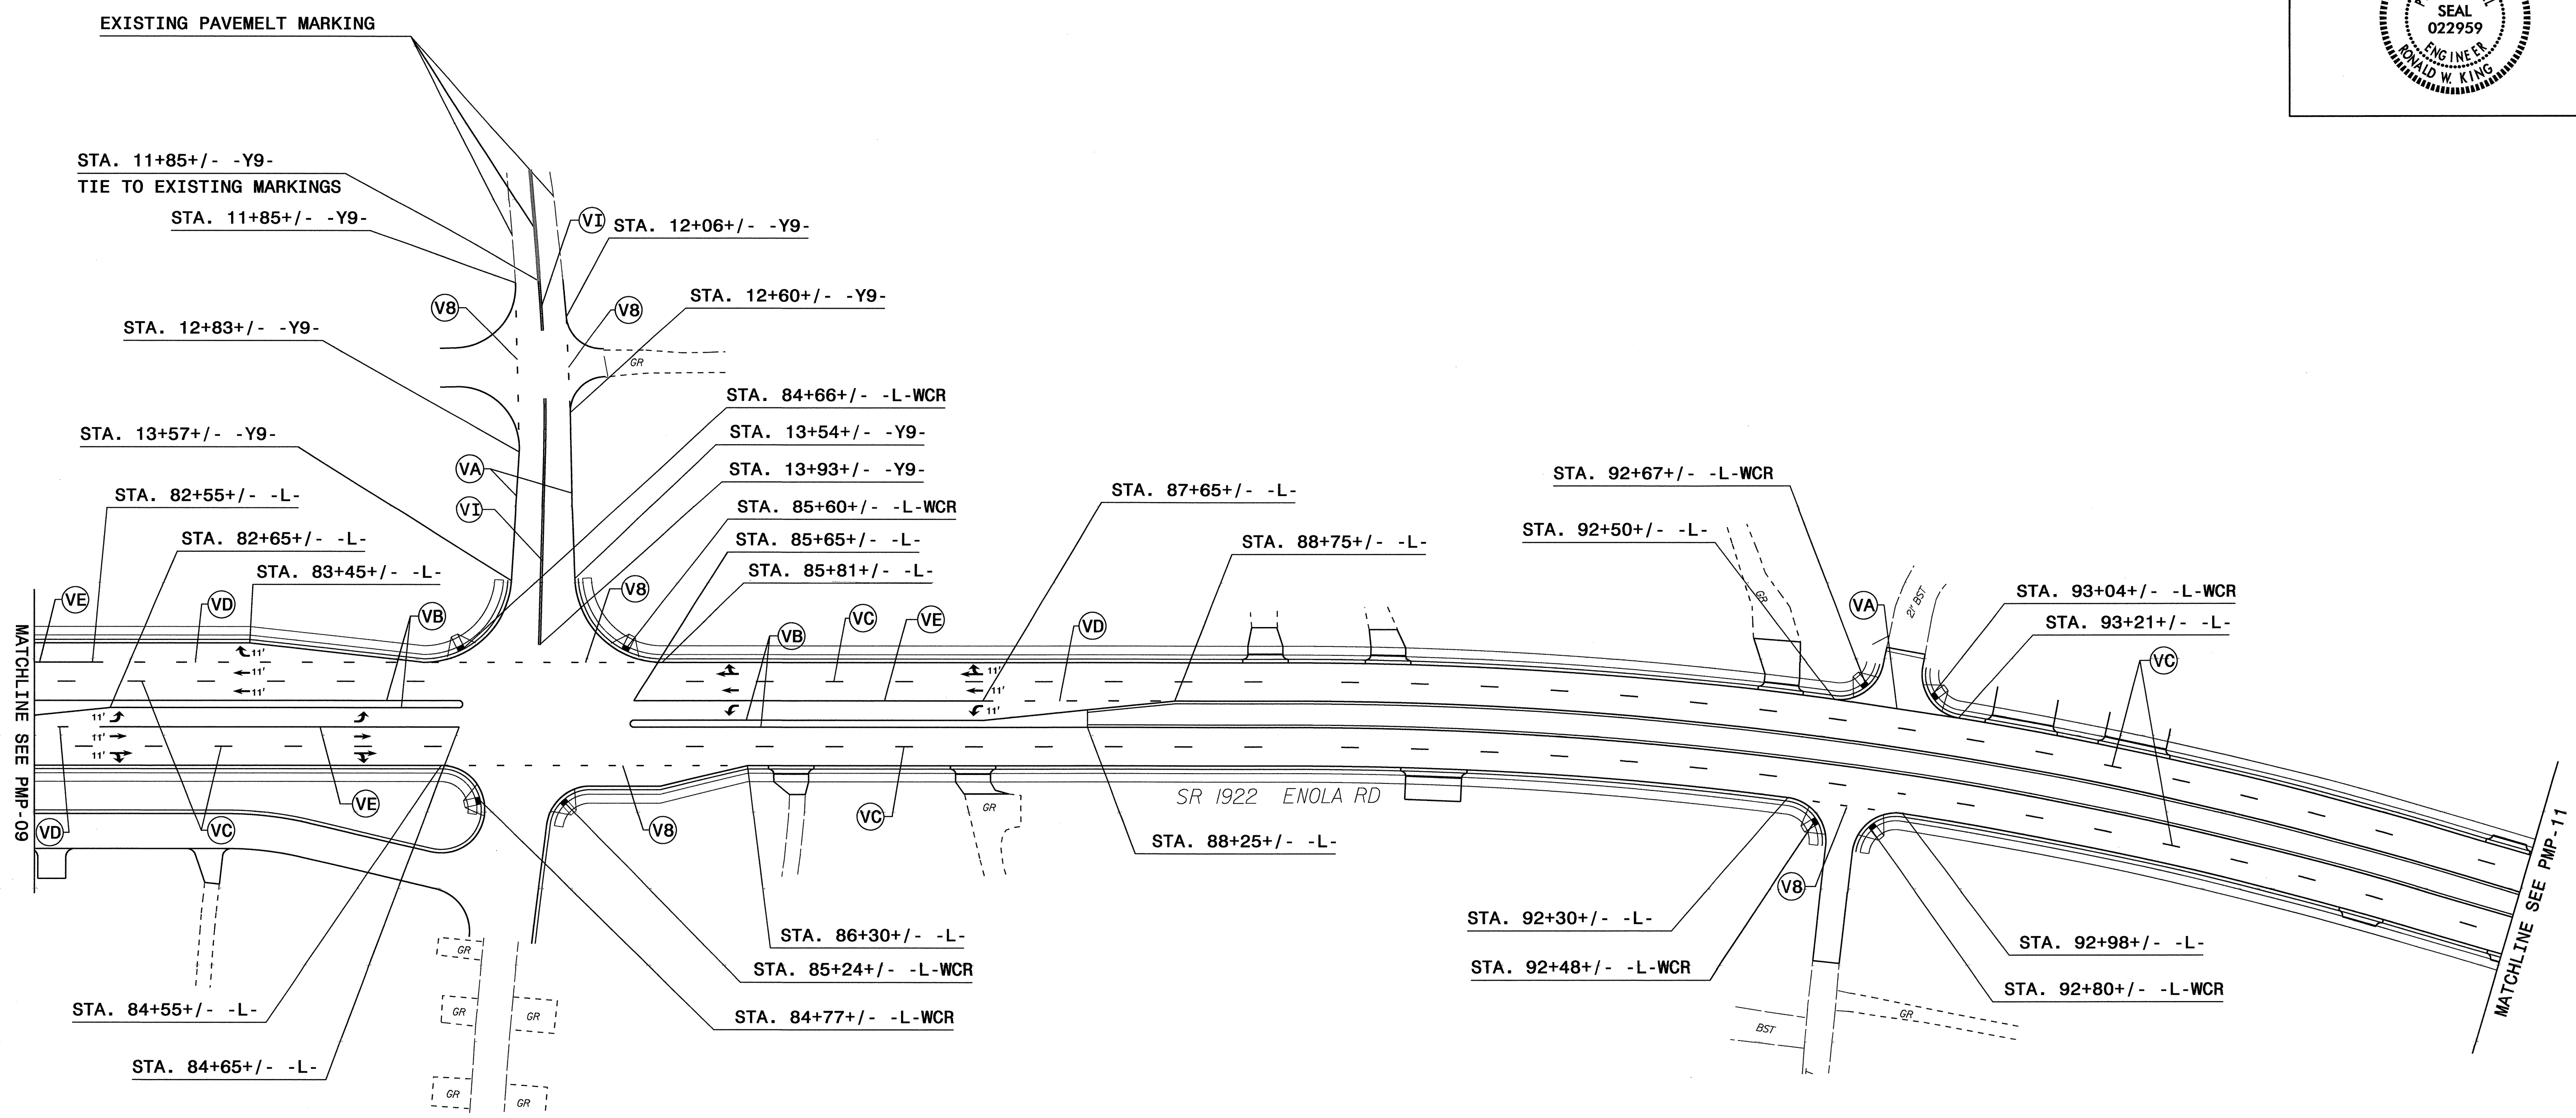 EXISTING PAVEMELT MARKING
SEAL
022959
ENGINEER
RONALD W. KING
STA. 11+85+/- -Y9-
TIE TO EXISTING MARKINGS
STA. 11+85+/- -Y9-
VI
STA. 12+06+/- -Y9-
V8
V8
STA. 12+60+/- -Y9-
STA. 12+83+/- -Y9-
GR
STA. 84+66+/- -L-WCR
STA. 13+57+/- -Y9-
STA. 13+54+/- -Y9-
VA
STA. 13+93+/- -Y9-
VI
STA. 82+55+/- -L-
STA. 85+60+/- -L-WCR
STA. 87+65+/- -L-
STA. 92+67+/- -L-WCR
STA. 82+65+/- -L-
STA. 85+65+/- -L-
STA. 88+75+/- -L-
STA. 92+50+/- -L-
STA. 83+45+/- -L-
STA. 85+81+/- -L-
VE
VD
VB
V8
VB
VC
VE
VD
GR
VA
21' BST
STA. 93+04+/- -L-WCR
STA. 93+21+/- -L-
VC
11'
11'
11'
11'
11'
11'
11'
11'
11'
MATCHLINE SEE PMP-09
VD
VC
VE
V8
VC
GR
SR 1922 ENOLA RD
STA. 88+25+/- -L-
V8
MATCHLINE SEE PMP-11
STA. 86+30+/- -L-
STA. 85+24+/- -L-WCR
STA. 92+30+/- -L-
STA. 92+48+/- -L-WCR
STA. 92+98+/- -L-
STA. 92+80+/- -L-WCR
STA. 84+55+/- -L-
STA. 84+77+/- -L-WCR
STA. 84+65+/- -L-
GR
GR
GR
GR
GR
BST
GR